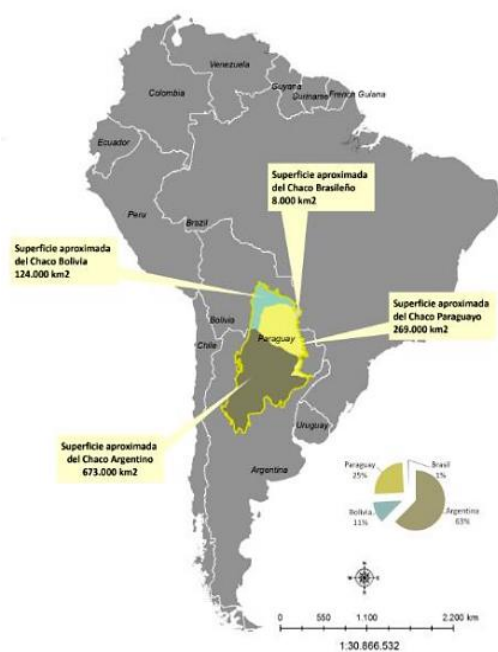 Venezuela
Guyana
Suriname
French Guiana
Colombia
Ecuador
Peru
Brazil
Superficie aproximada
del Chaco Brasileño
8.000 km2
Superficie aproximada
del Chaco Bolivia
124.000 km2
Superficie aproximada
del Chaco Paraguayo
269.000 km2
Bolivia
Paraguay
Chile
Uruguay
Superficie aproximada
del Chaco Argentino
673.000 km2
Argentina
Paraguay
25%
Brasil
1%
Bolivia
11%
Argentina
63%
0 550 1.100 2.200 km
1:30.866.532